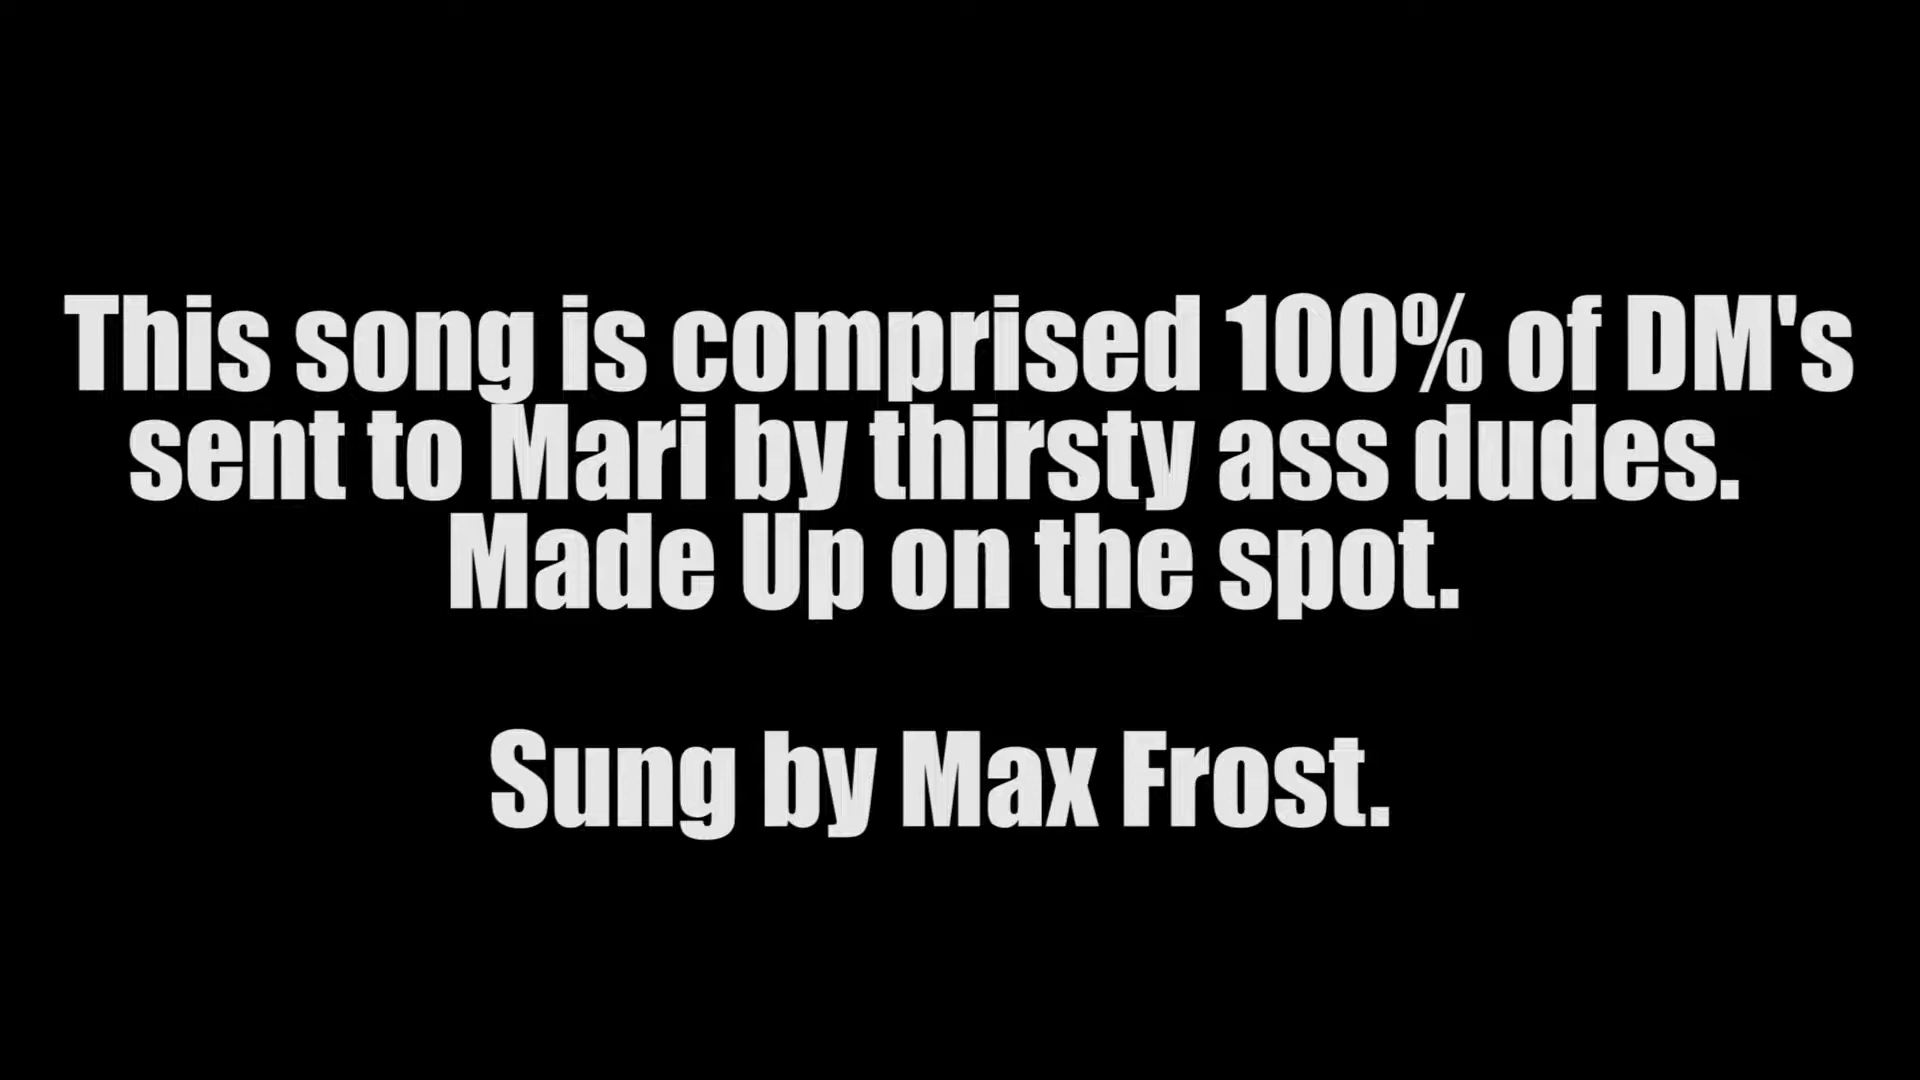 This song is comprised 100% of DM's
sent to Mari by thirsty ass dudes.
Made Up on the spot.
Sung by Max Frost.